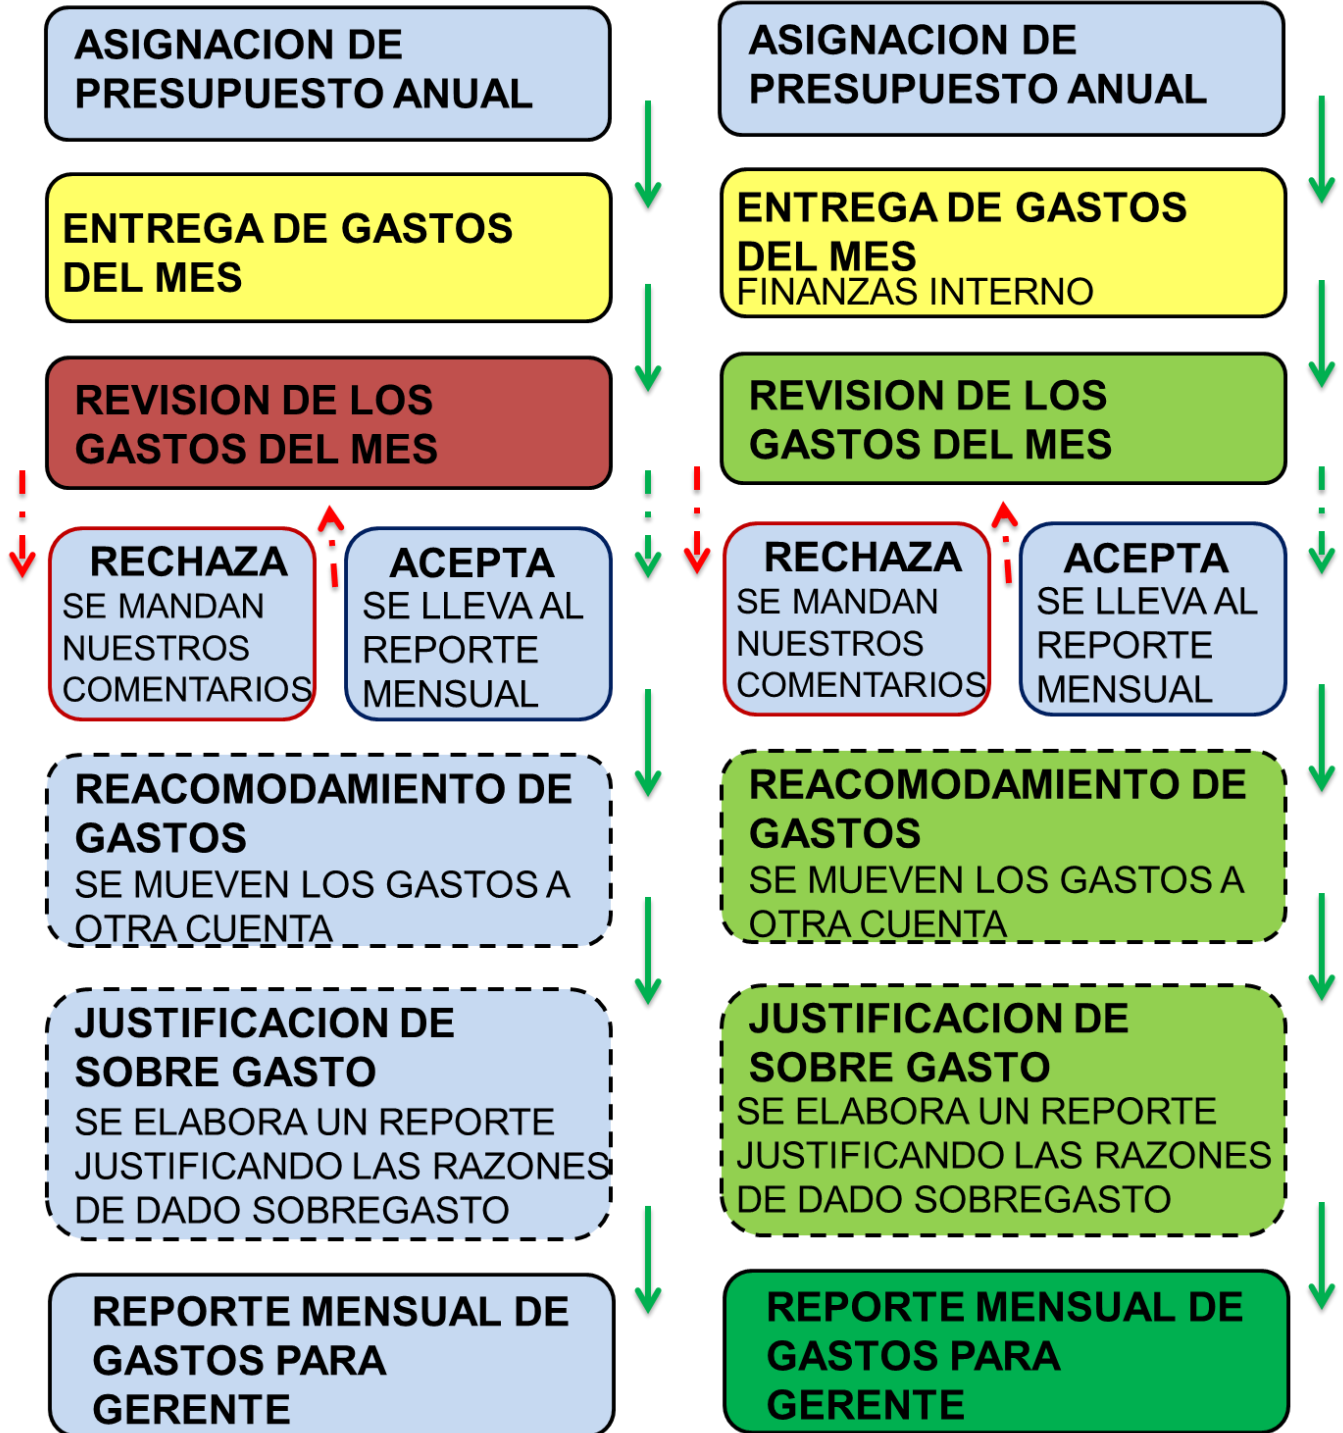 ASIGNACION DE
PRESUPUESTO ANUAL
ENTREGA DE GASTOS
DEL MES
REVISION DE LOS
GASTOS DEL MES
RECHAZA
SE MANDAN
NUESTROS
COMENTARIOS
ACEPTA
SE LLEVA AL
REPORTE
MENSUAL
REACOMODAMIENTO DE
GASTOS
SE MUEVEN LOS GASTOS A
OTRA CUENTA
JUSTIFICACION DE
SOBRE GASTO
SE ELABORA UN REPORTE
JUSTIFICANDO LAS RAZONES
DE DADO SOBREGASTO
REPORTE MENSUAL DE
GASTOS PARA
GERENTE
ASIGNACION DE
PRESUPUESTO ANUAL
ENTREGA DE GASTOS
DEL MES
FINANZAS INTERNO
REVISION DE LOS
GASTOS DEL MES
RECHAZA
SE MANDAN
NUESTROS
COMENTARIOS
ACEPTA
SE LLEVA AL
REPORTE
MENSUAL
REACOMODAMIENTO DE
GASTOS
SE MUEVEN LOS GASTOS A
OTRA CUENTA
JUSTIFICACION DE
SOBRE GASTO
SE ELABORA UN REPORTE
JUSTIFICANDO LAS RAZONES
DE DADO SOBREGASTO
REPORTE MENSUAL DE
GASTOS PARA
GERENTE